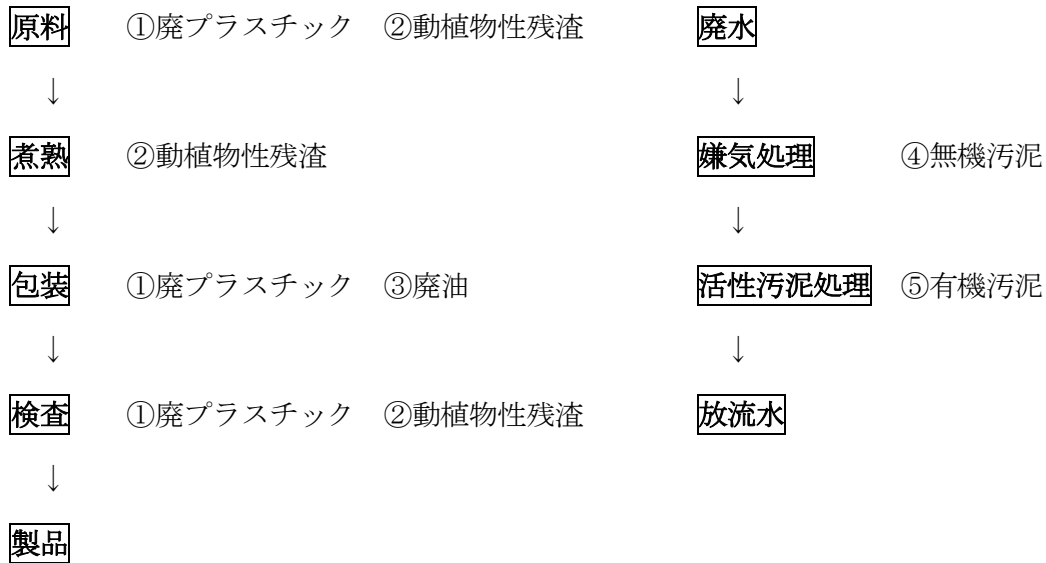 原料 ①廃プラスチック ②動植物性残渣 廃水
↓ ↓
煮熟 ②動植物性残渣 嫌気処理 ④無機汚泥
↓ ↓
包装 ①廃プラスチック ③廃油 活性汚泥処理 ⑤有機汚泥
↓ ↓
検査 ①廃プラスチック ②動植物性残渣 放流水
↓
製品